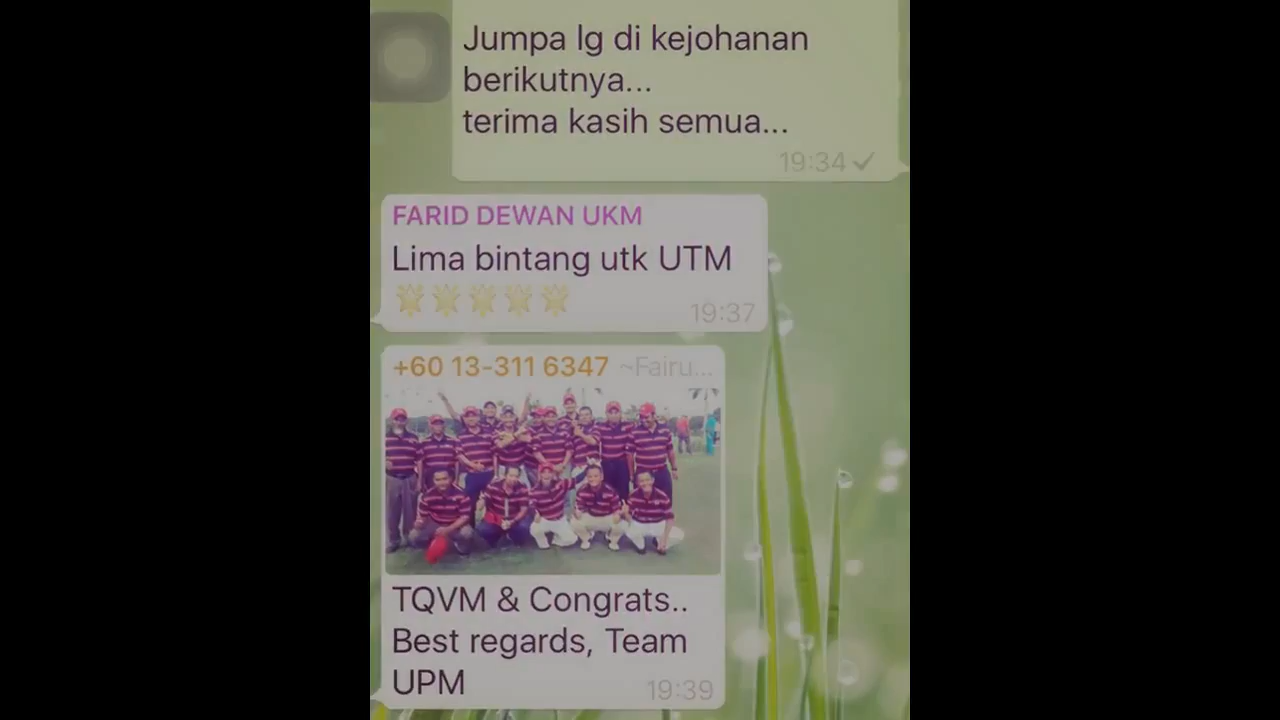 Jumpa lg di kejohanan
berikutnya...
terima kasih semua...
19:34
FARID DEWAN UKM
Lima bintang utk UTM
🌟🌟🌟🌟🌟 19:37
+60 13-311 6347 ~Fairu...
TQVM & Congrats..
Best regards, Team
UPM 19:39